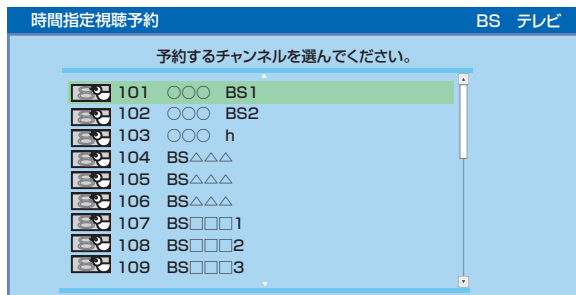 時間指定視聴予約 BS テレビ
予約するチャンネルを選んでください。
101 ○○○ BS1
102 ○○○ BS2
103 ○○○ h
104 BS△△△
105 BS△△△
106 BS△△△
107 BS□□□1
108 BS□□□2
109 BS□□□3